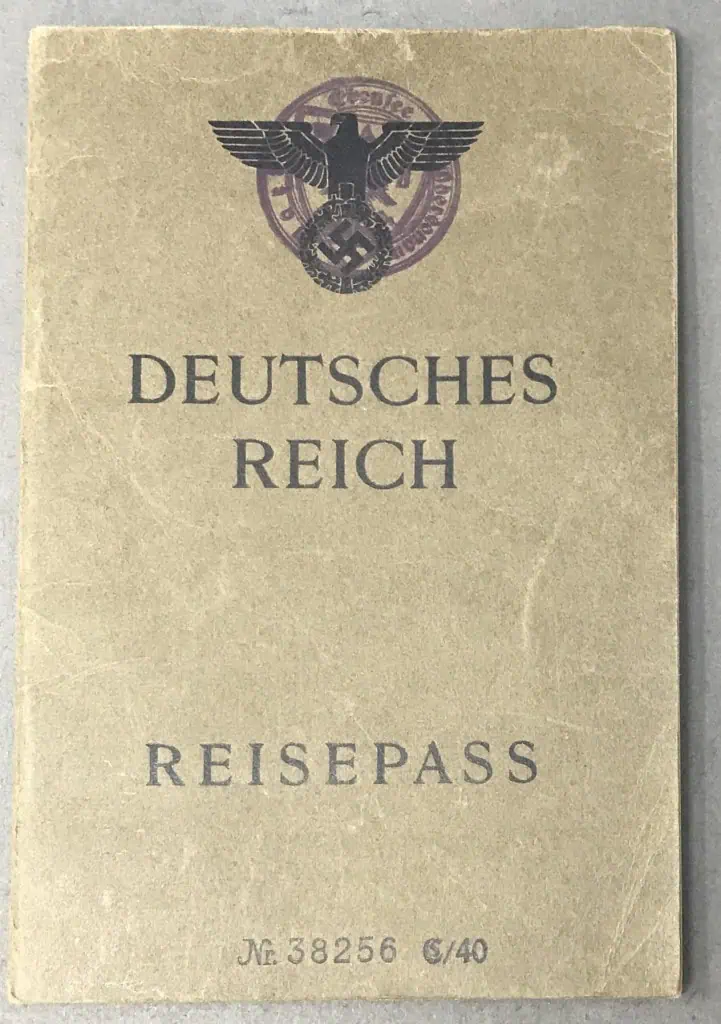 DEUTSCHES
REICH
REISEPASS
Nr. 38256 /40